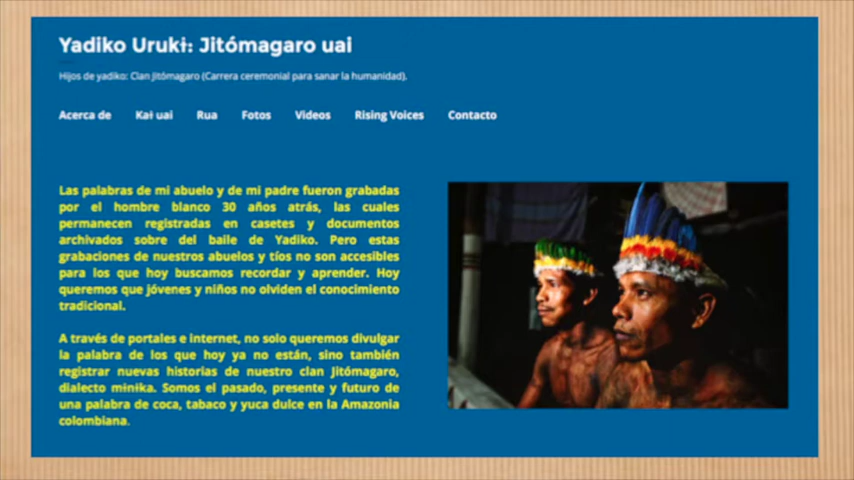 Yadiko Urukɨ: Jitómagaro uai
Hijos de yadiko: Clan Jitómagaro (Carrera ceremonial para sanar la humanidad).
Acerca de Kaɨ uai Rua Fotos Videos Rising Voices Contacto
Las palabras de mi abuelo y de mi padre fueron grabadas
por el hombre blanco 30 años atrás, las cuales
permanecen registradas en casetes y documentos
archivados sobre del baile de Yadiko. Pero estas
grabaciones de nuestros abuelos y tíos no son accesibles
para los que hoy buscamos recordar y aprender. Hoy
queremos que jóvenes y niños no olviden el conocimiento
tradicional.
A través de portales e internet, no solo queremos divulgar
la palabra de los que hoy ya no están, sino también
registrar nuevas historias de nuestro clan Jitómagaro,
dialecto mɨnɨka. Somos el pasado, presente y futuro de
una palabra de coca, tabaco y yuca dulce en la Amazonia
colombiana.